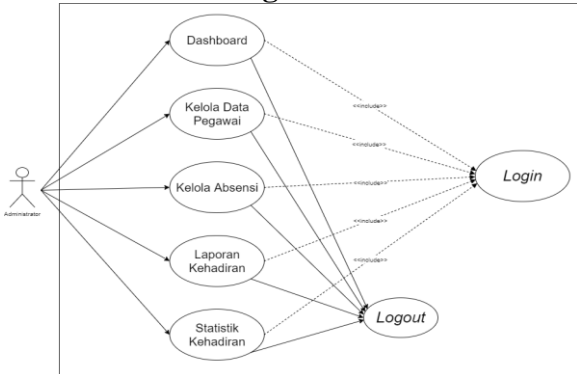 Dashboard
<<include>>
Kelola Data
Pegawai
<<include>>
Kelola Absensi
<<include>>
Login
Administrator
Laporan
Kehadiran
<<include>>
Statistik
Kehadiran
<<include>>
Logout